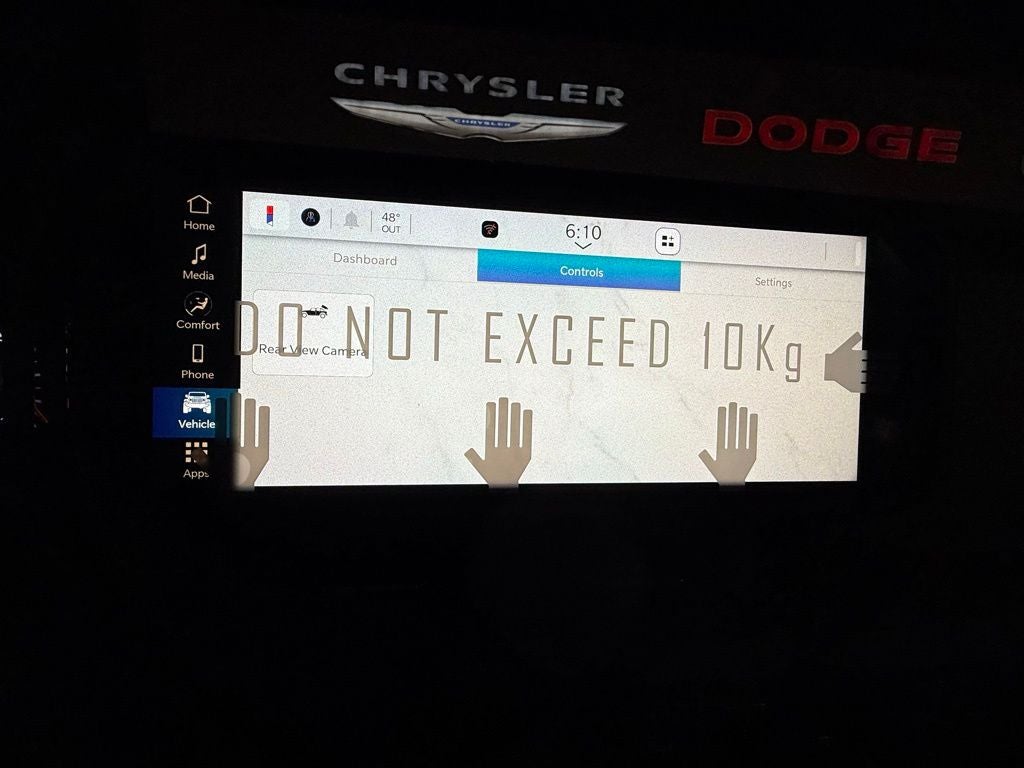 CHRYSLER
CHRYSLER
DODGE
Home
Media
Comfort
Phone
Vehicle
Apps
48°
OUT
6:10
Dashboard
Controls
Settings
DO NOT EXCEED 10Kg
Rear View Camera